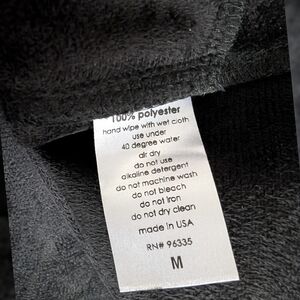 100% polyester
hand wipe with wet cloth
use under
40 degree water
air dry
do not use
alkaline detergent
do not machine wash
do not bleach
do not iron
do not dry clean
made in USA
RN# 96335
M